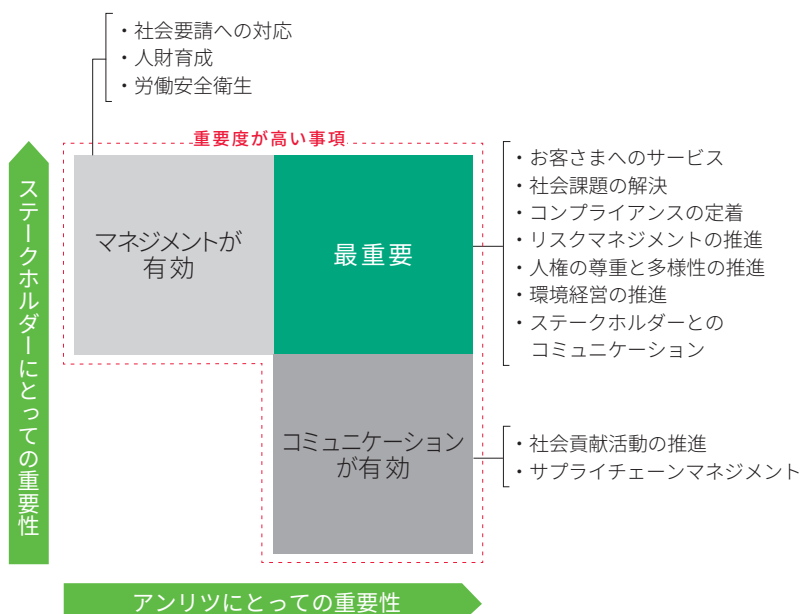 ・社会要請への対応
・人財育成
・労働安全衛生
重要度が高い事項
ステークホルダーにとっての重要性
マネジメントが
有効
最重要
・お客さまへのサービス
・社会課題の解決
・コンプライアンスの定着
・リスクマネジメントの推進
・人権の尊重と多様性の推進
・環境経営の推進
・ステークホルダーとの
コミュニケーション
コミュニケーション
が有効
・社会貢献活動の推進
・サプライチェーンマネジメント
アンリツにとっての重要性